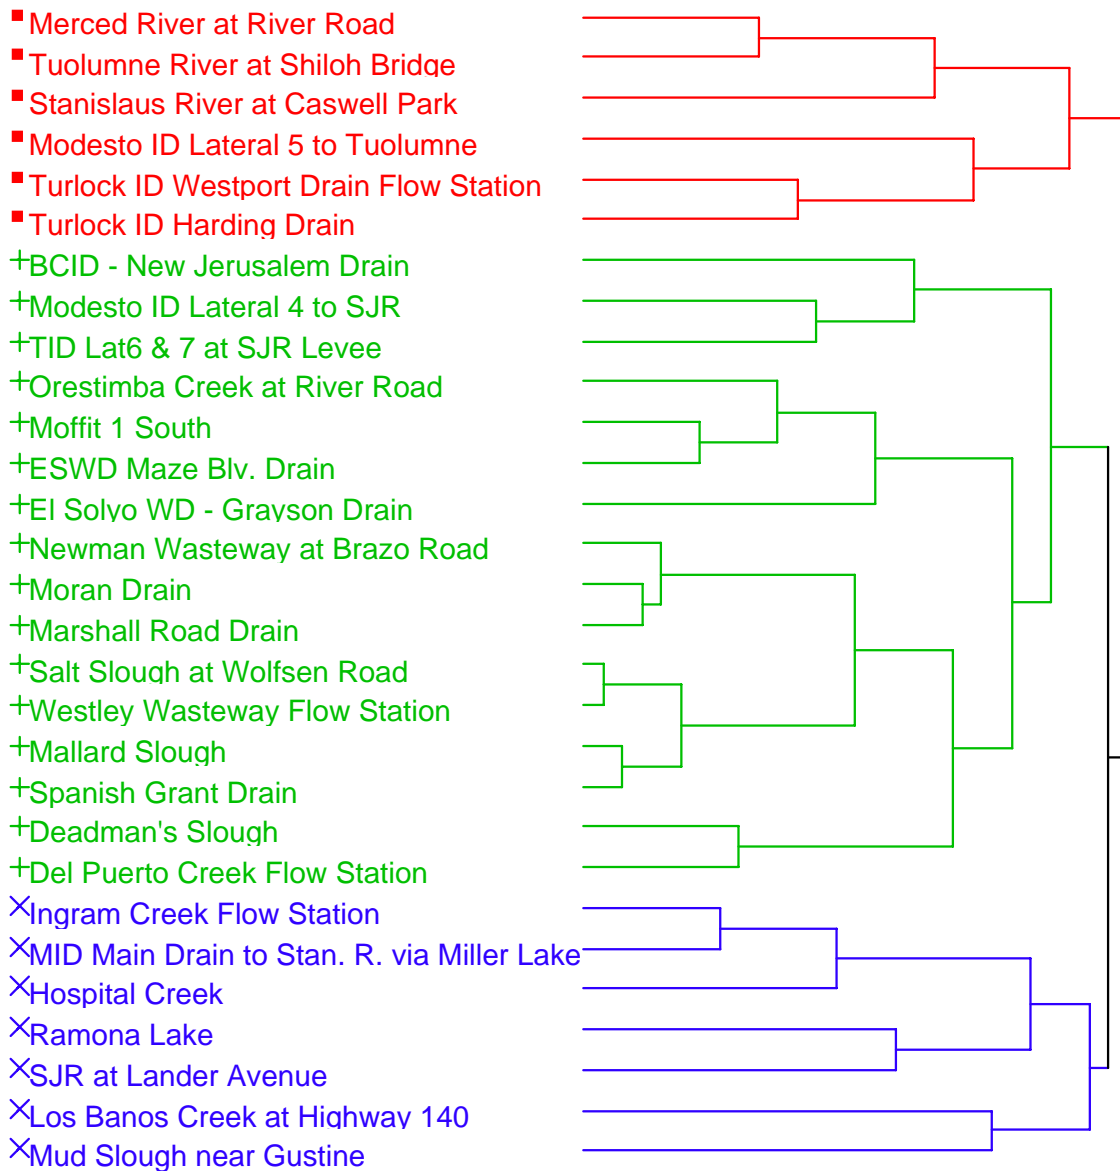 Merced River at River Road
Tuolumne River at Shiloh Bridge
Stanislaus River at Caswell Park
Modesto ID Lateral 5 to Tuolumne
Turlock ID Westport Drain Flow Station
Turlock ID Harding Drain
BCID - New Jerusalem Drain
Modesto ID Lateral 4 to SJR
TID Lat6 & 7 at SJR Levee
Orestimba Creek at River Road
Moffit 1 South
ESWD Maze Blv. Drain
El Solyo WD - Grayson Drain
Newman Wasteway at Brazo Road
Moran Drain
Marshall Road Drain
Salt Slough at Wolfsen Road
Westley Wasteway Flow Station
Mallard Slough
Spanish Grant Drain
Deadman's Slough
Del Puerto Creek Flow Station
Ingram Creek Flow Station
MID Main Drain to Stan. R. via Miller Lake
Hospital Creek
Ramona Lake
SJR at Lander Avenue
Los Banos Creek at Highway 140
Mud Slough near Gustine